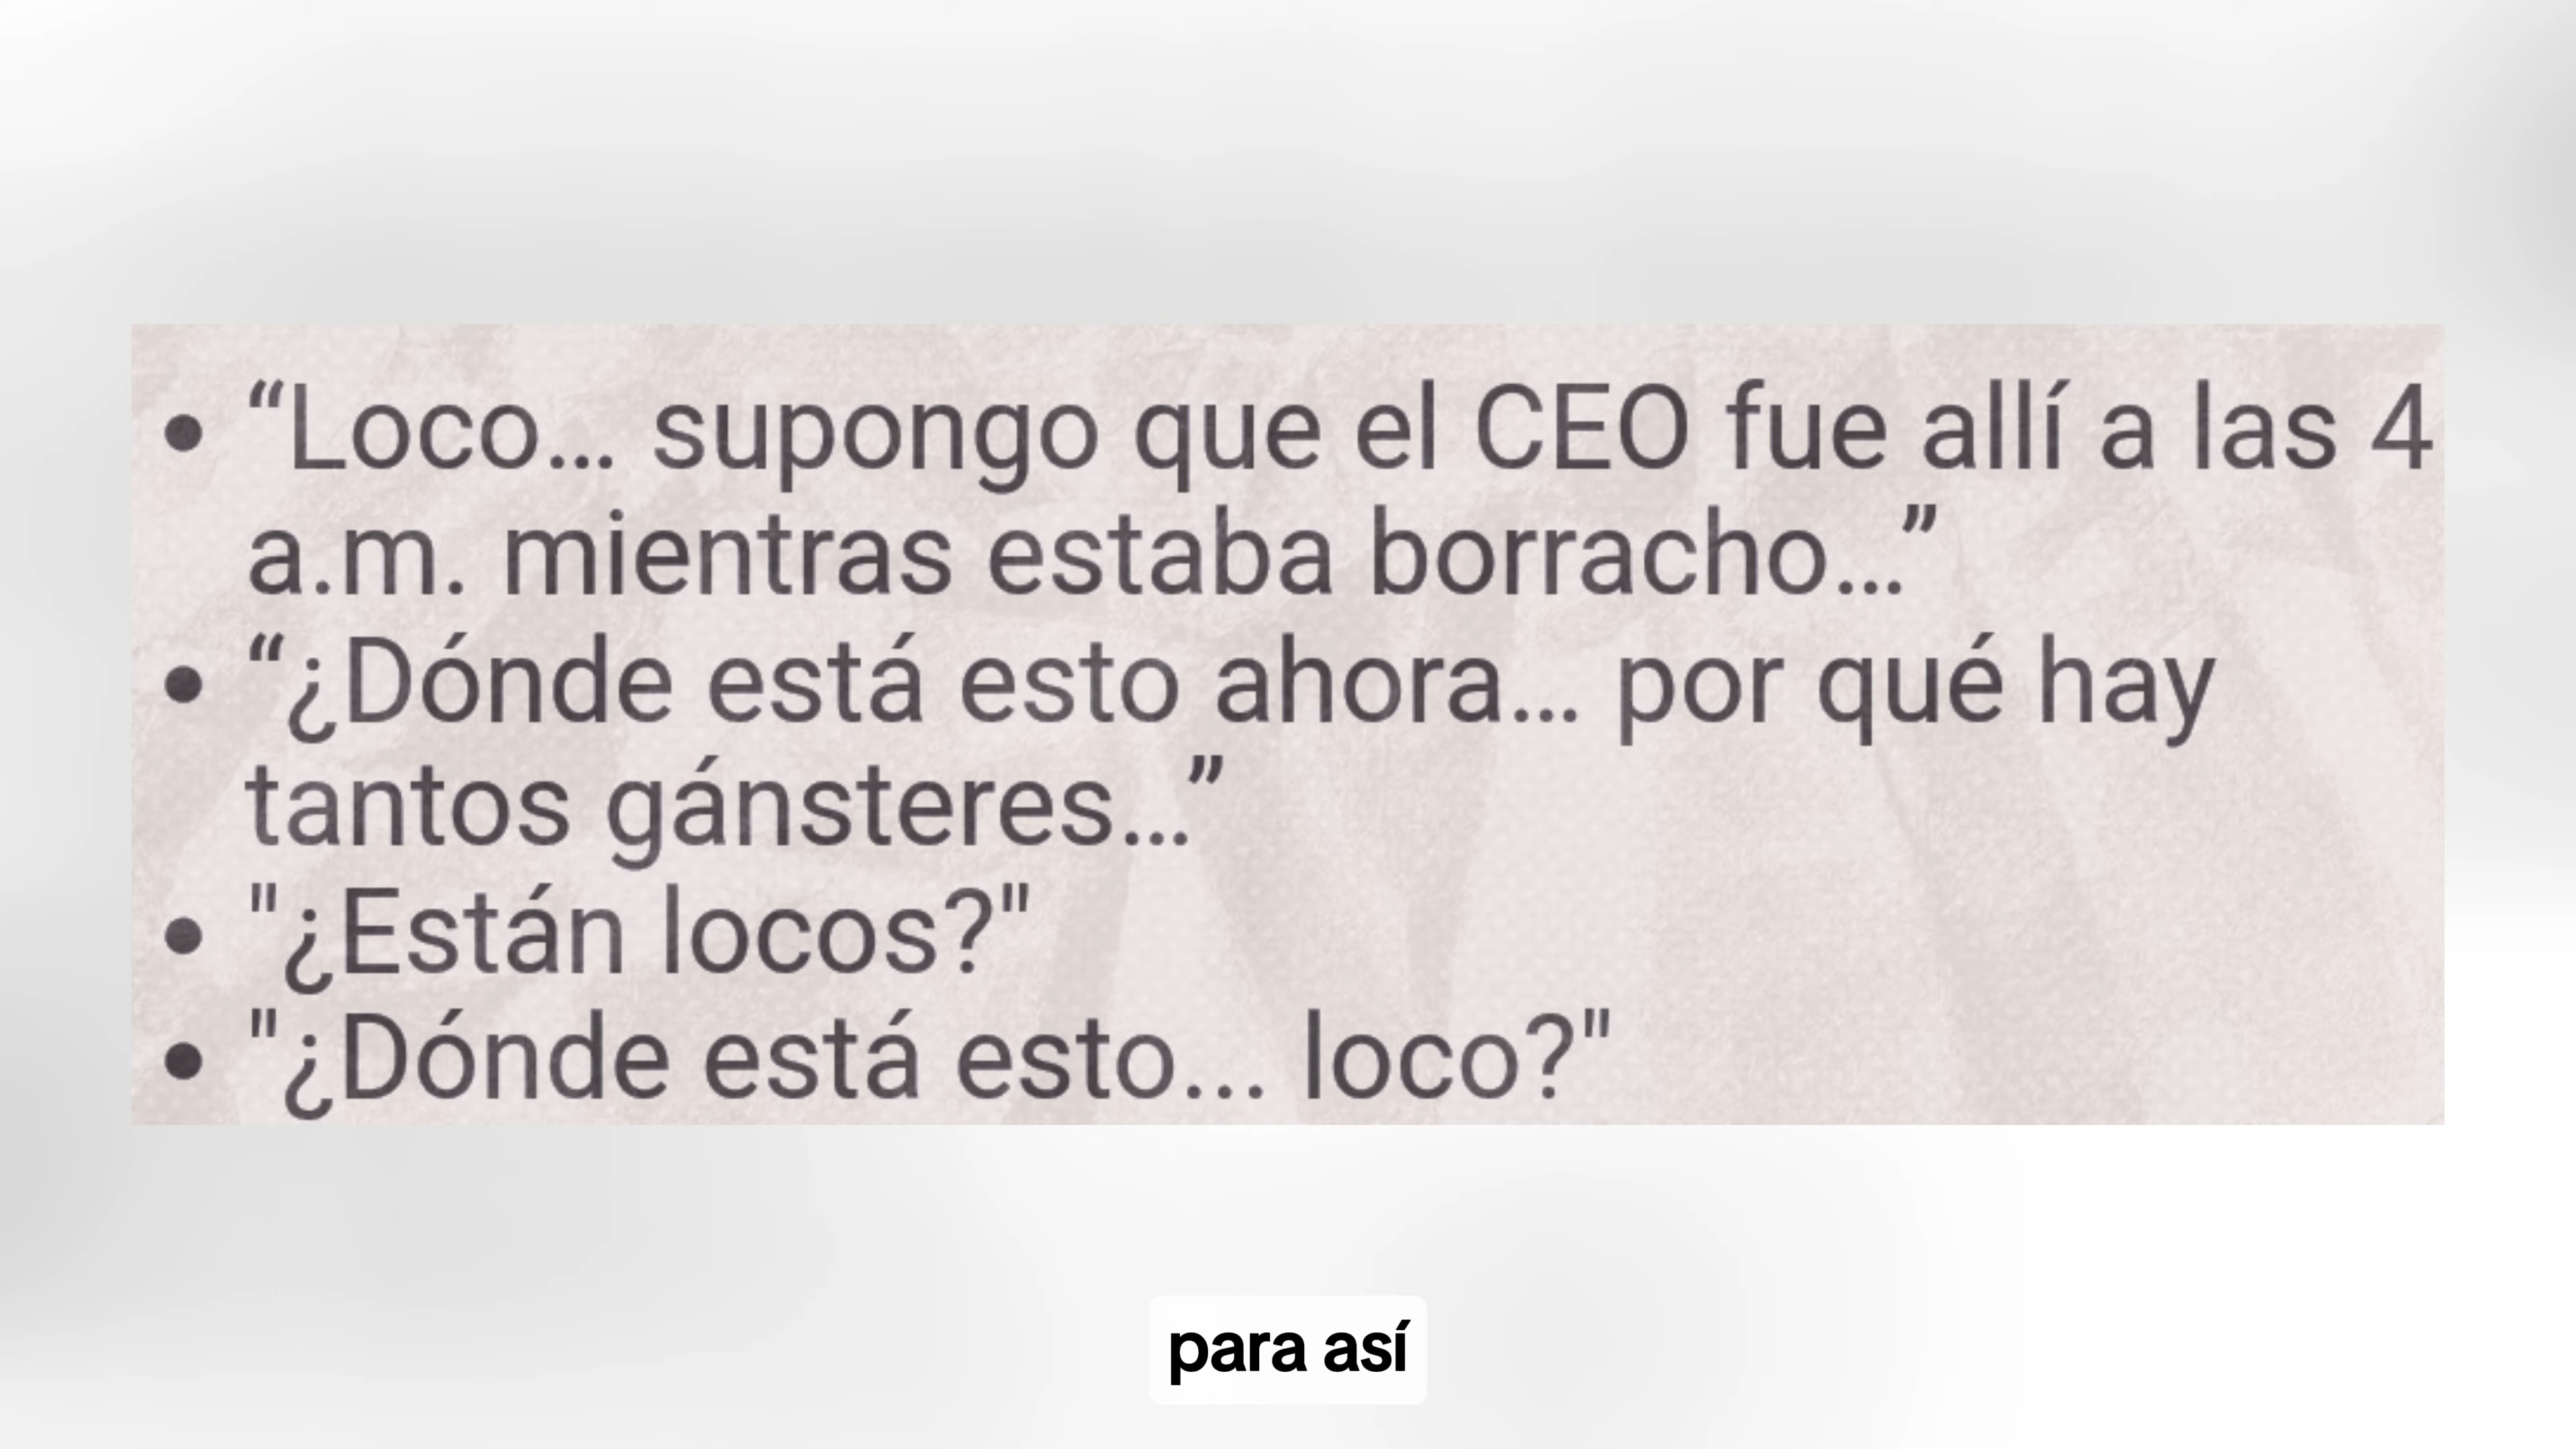 • “Loco... supongo que el CEO fue allí a las 4
a.m. mientras estaba borracho...”
• “¿Dónde está esto ahora... por qué hay
tantos gánsteres...”
• "¿Están locos?"
• "¿Dónde está esto... loco?"
para así